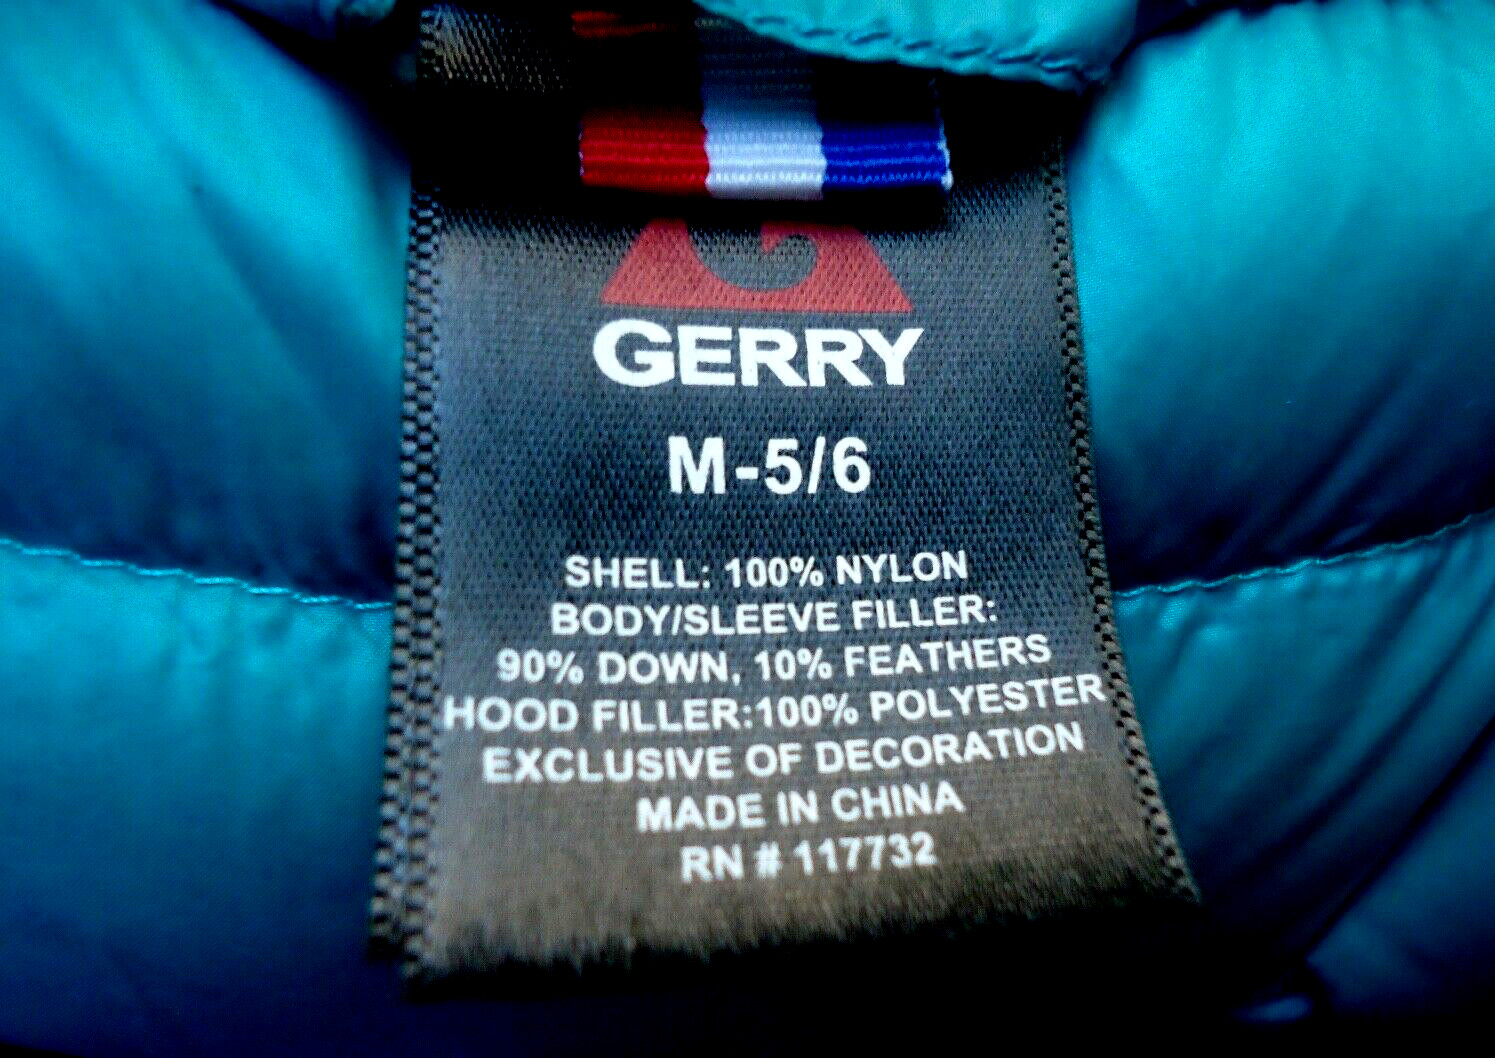 GERRY
M-5/6
SHELL: 100% NYLON
BODY/SLEEVE FILLER:
90% DOWN, 10% FEATHERS
HOOD FILLER:100% POLYESTER
EXCLUSIVE OF DECORATION
MADE IN CHINA
RN # 117732